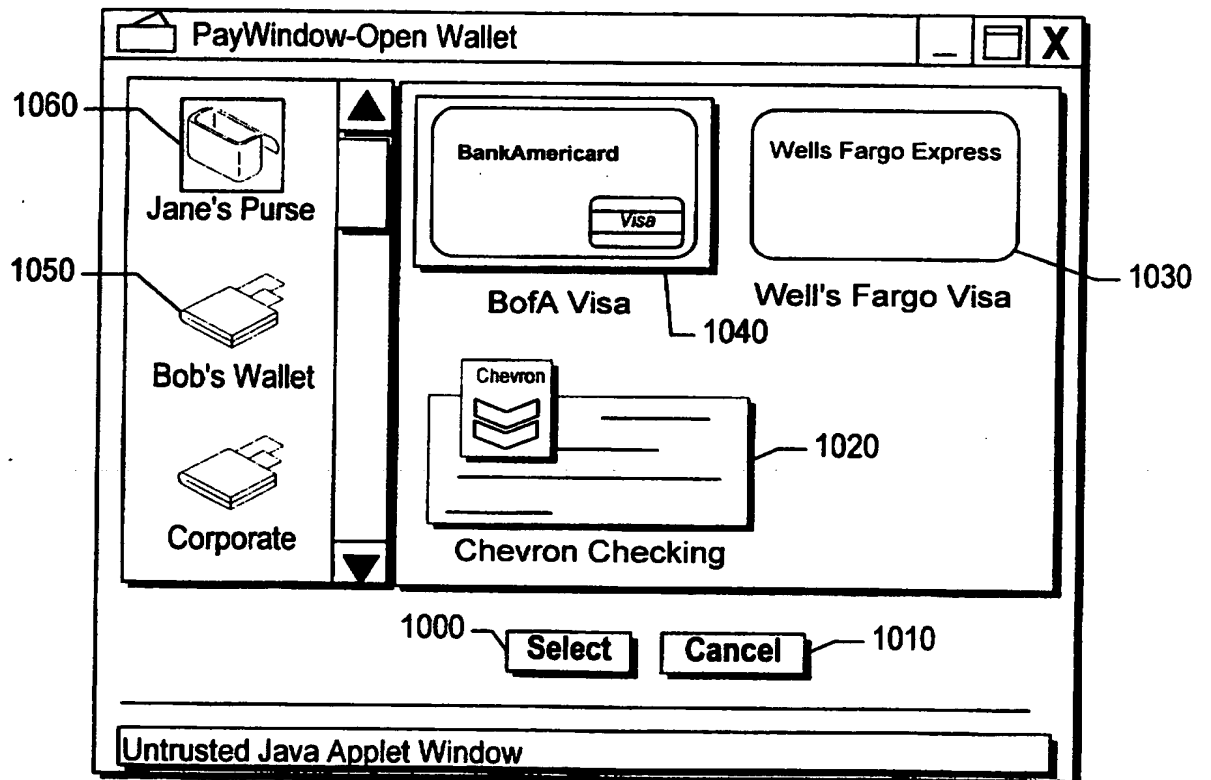 PayWindow-Open Wallet
1060
Jane's Purse
1050
Bob's Wallet
Corporate
BankAmericard
Visa
BofA Visa
1040
Wells Fargo Express
Well's Fargo Visa
1030
Chevron
1020
Chevron Checking
1000
Select
Cancel
1010
Untrusted Java Applet Window